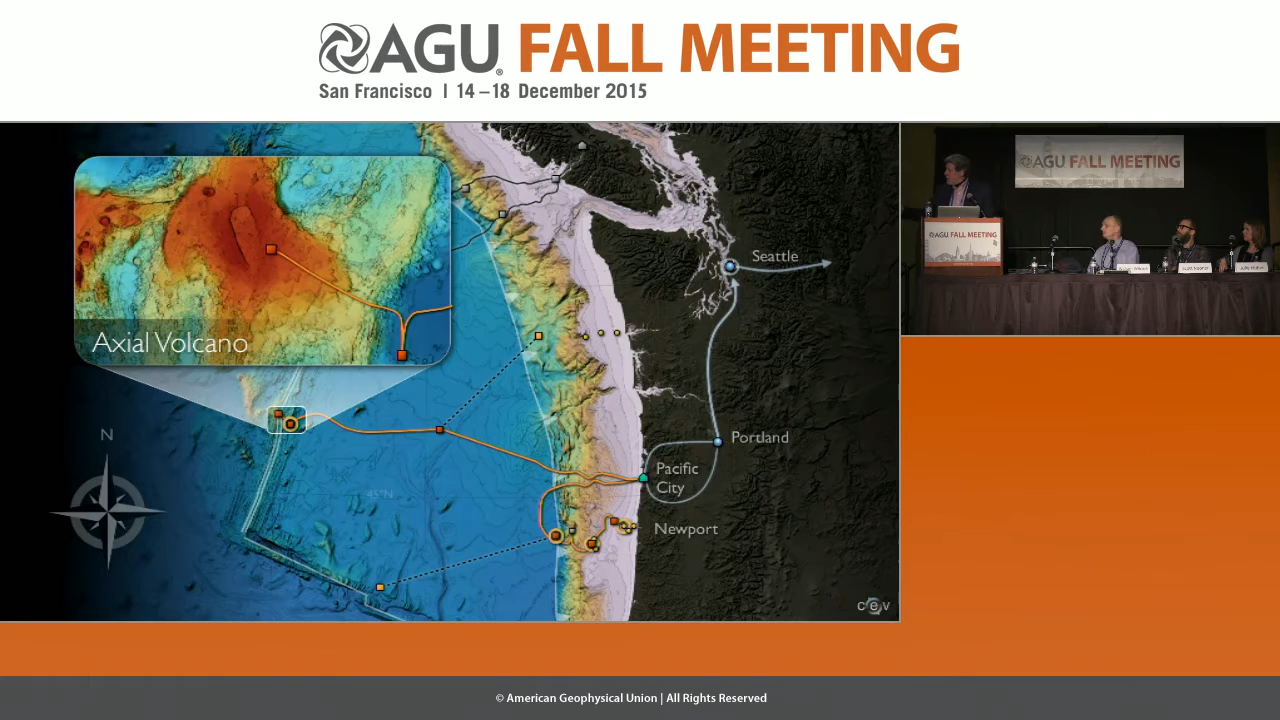 AGU FALL MEETING
San Francisco | 14–18 December 2015
AGU FALL MEETING
AGU FALL MEETING
Axial Volcano
Seattle
Portland
Pacific
City
Newport
N
45°N
cev
© American Geophysical Union | All Rights Reserved